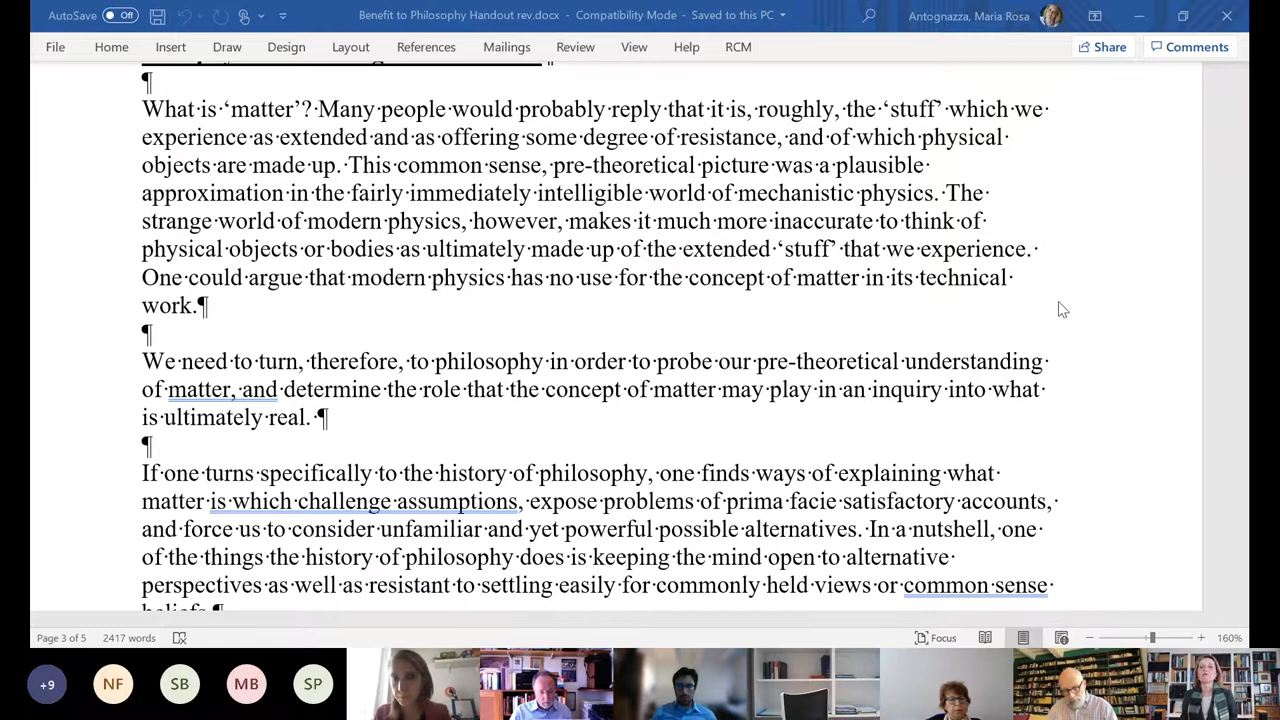 AutoSave Off Benefit to Philosophy Handout rev.docx - Compatibility Mode - Saved to this PC Antognazza, Maria Rosa
File Home Insert Draw Design Layout References Mailings Review View Help RCM Share Comments
¶
What is ‘matter’? Many people would probably reply that it is, roughly, the ‘stuff’ which we
experience as extended and as offering some degree of resistance, and of which physical
objects are made up. This common sense, pre-theoretical picture was a plausible
approximation in the fairly immediately intelligible world of mechanistic physics. The
strange world of modern physics, however, makes it much more inaccurate to think of
physical objects or bodies as ultimately made up of the extended ‘stuff’ that we experience.
One could argue that modern physics has no use for the concept of matter in its technical
work.¶
¶
We need to turn, therefore, to philosophy in order to probe our pre-theoretical understanding
of matter, and determine the role that the concept of matter may play in an inquiry into what
is ultimately real. ¶
¶
If one turns specifically to the history of philosophy, one finds ways of explaining what
matter is which challenge assumptions, expose problems of prima facie satisfactory accounts,
and force us to consider unfamiliar and yet powerful possible alternatives. In a nutshell, one
of the things the history of philosophy does is keeping the mind open to alternative
perspectives as well as resistant to settling easily for commonly held views or common sense
beliefs.¶
Page 3 of 5 2417 words Focus 160%
+9 NF SB MB SP